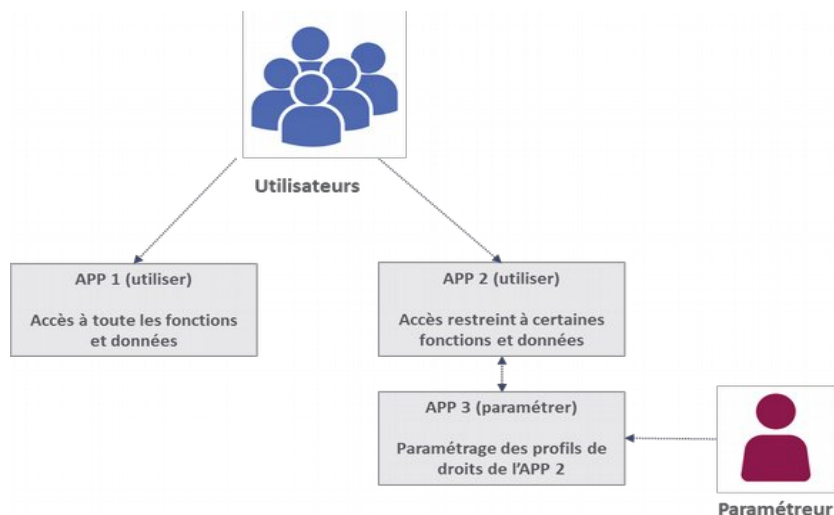 Utilisateurs
APP 1 (utiliser)
Accès à toute les fonctions
et données
APP 2 (utiliser)
Accès restreint à certaines
fonctions et données
APP 3 (paramétrer)
Paramétrage des profils de
droits de l'APP 2
Paramétreur